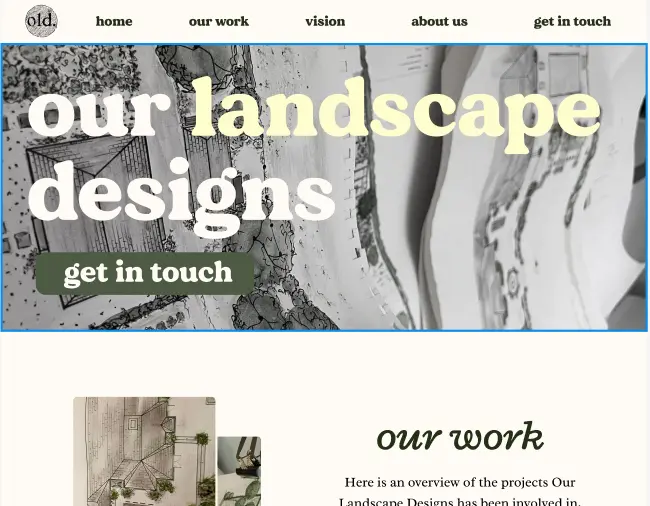 old.
home
our work
vision
about us
get in touch
our landscape
designs
get in touch
our work
Here is an overview of the projects Our
Landscape Designs has been involved in.